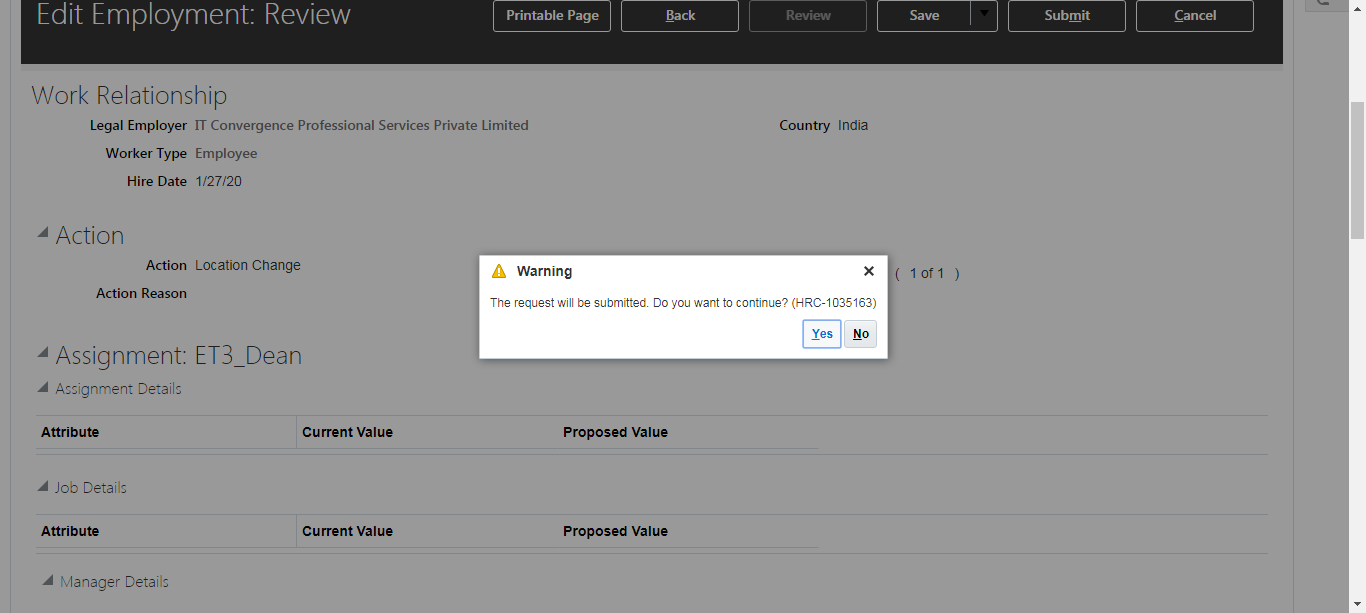 Edit Employment: Review
Printable Page
Back
Review
Save
Submit
Cancel
Work Relationship
Legal Employer IT Convergence Professional Services Private Limited
Country India
Worker Type Employee
Hire Date 1/27/20
Action
Action Location Change
( 1 of 1 )
Action Reason
Warning
The request will be submitted. Do you want to continue? (HRC-1035163)
Yes
No
Assignment: ET3_Dean
Assignment Details
Attribute Current Value Proposed Value
Job Details
Attribute Current Value Proposed Value
Manager Details